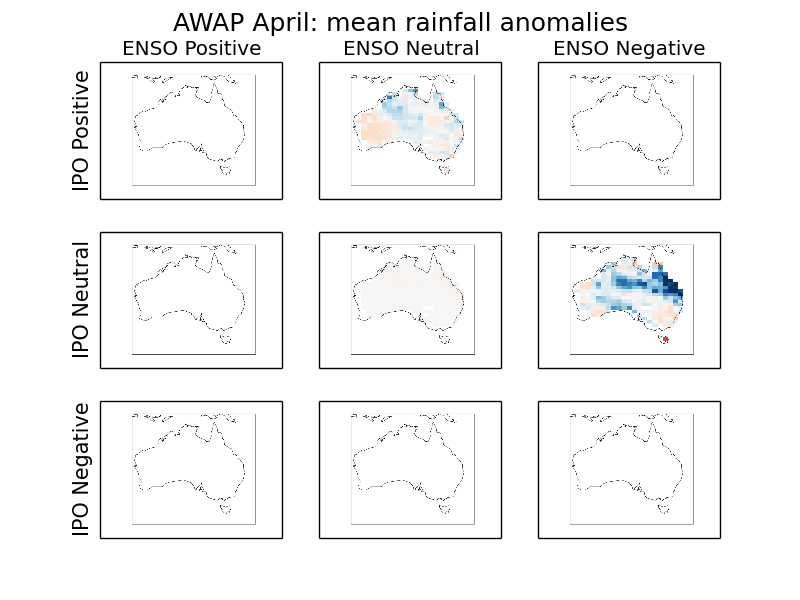 AWAP April: mean rainfall anomalies
ENSO Positive
ENSO Neutral
ENSO Negative
IPO Positive
IPO Neutral
IPO Negative